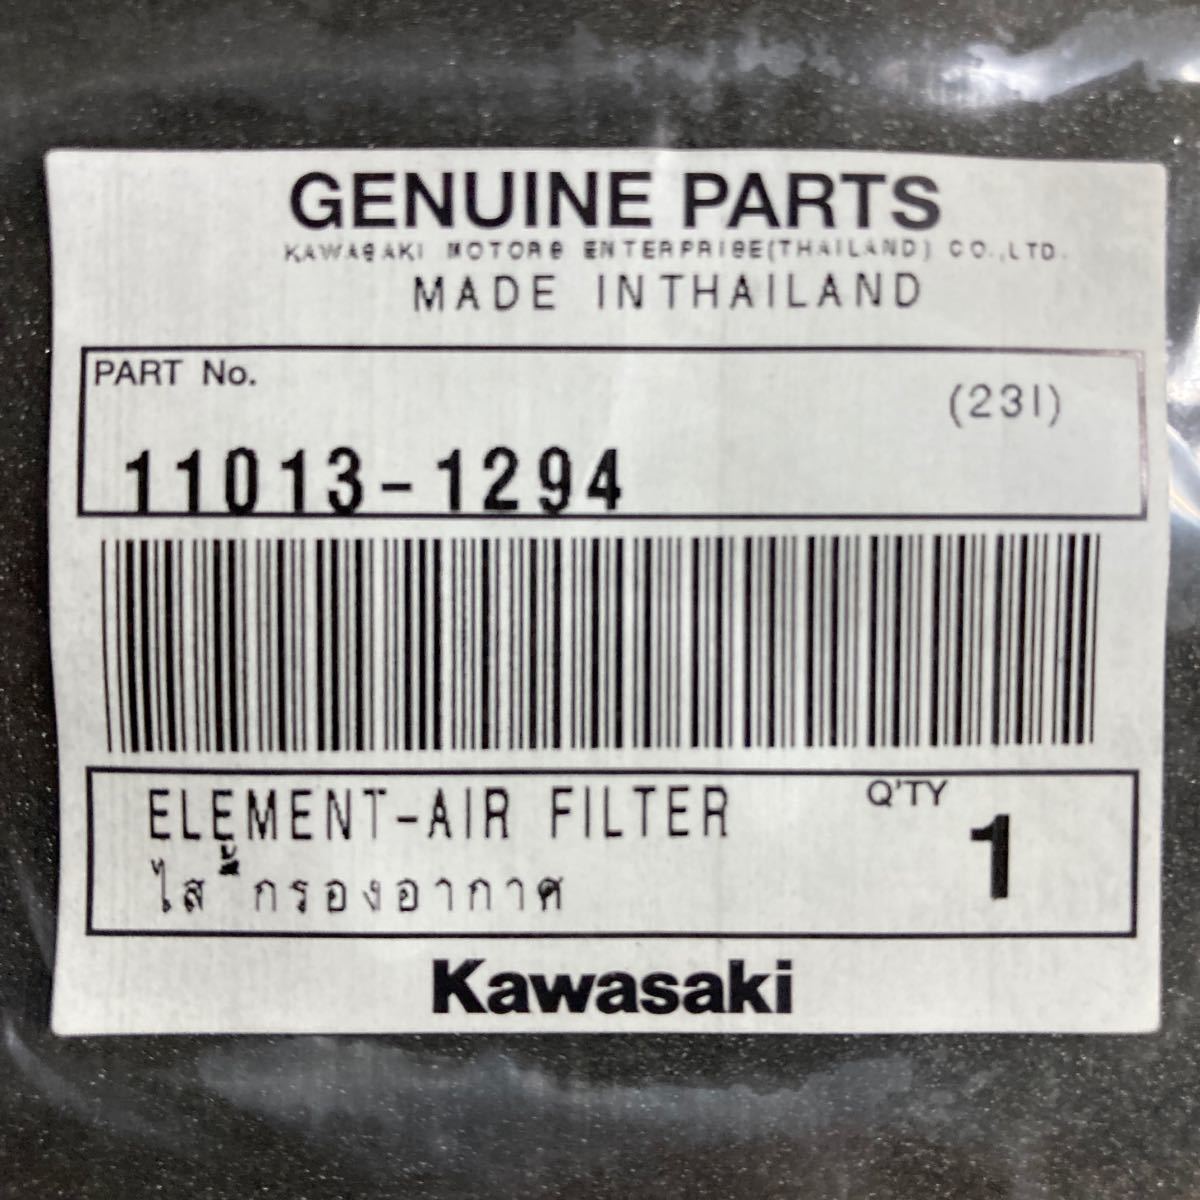 GENUINE PARTS
KAWASAKI MOTORS ENTERPRISE(THAILAND) CO.,LTD.
MADE INTHAILAND
PART No.
(23I)
11013-1294
ELEMENT-AIR FILTER
Q'TY 1
ไส้กรองอากาศ
Kawasaki